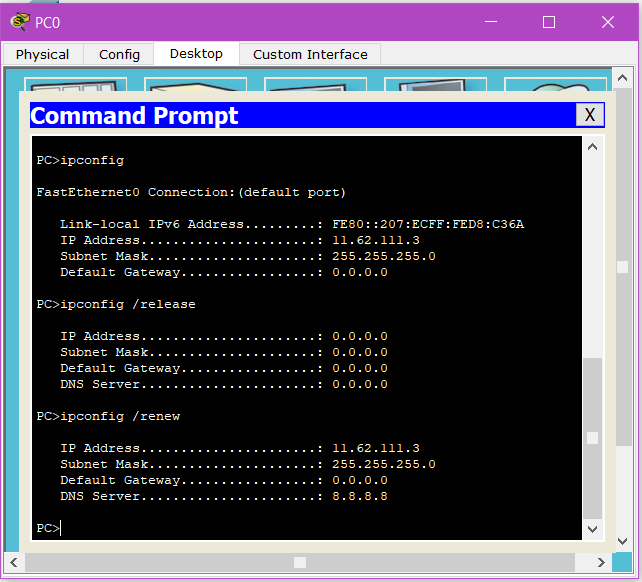 PC0
Physical Config Desktop Custom Interface
Command Prompt X
PC>ipconfig
FastEthernet0 Connection:(default port)
Link-local IPv6 Address.........: FE80::207:ECFF:FED8:C36A
IP Address......................: 11.62.111.3
Subnet Mask.....................: 255.255.255.0
Default Gateway.................: 0.0.0.0
PC>ipconfig /release
IP Address......................: 0.0.0.0
Subnet Mask.....................: 0.0.0.0
Default Gateway.................: 0.0.0.0
DNS Server......................: 0.0.0.0
PC>ipconfig /renew
IP Address......................: 11.62.111.3
Subnet Mask.....................: 255.255.255.0
Default Gateway.................: 0.0.0.0
DNS Server......................: 8.8.8.8
PC>